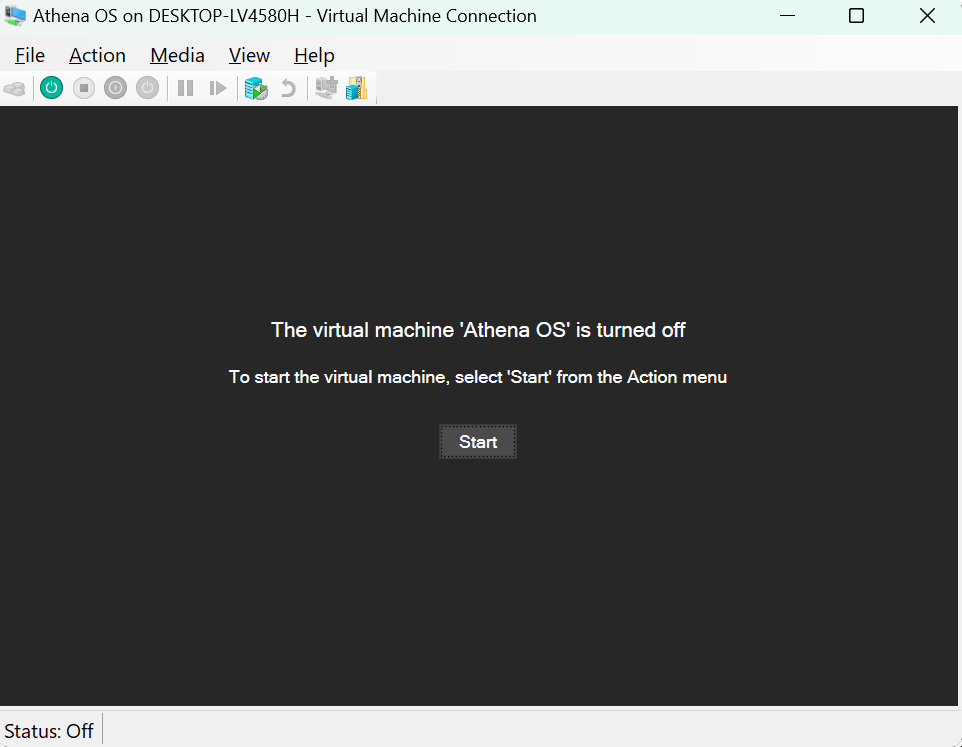 Athena OS on DESKTOP-LV4580H - Virtual Machine Connection
File Action Media View Help
The virtual machine 'Athena OS' is turned off
To start the virtual machine, select 'Start' from the Action menu
Start
Status: Off